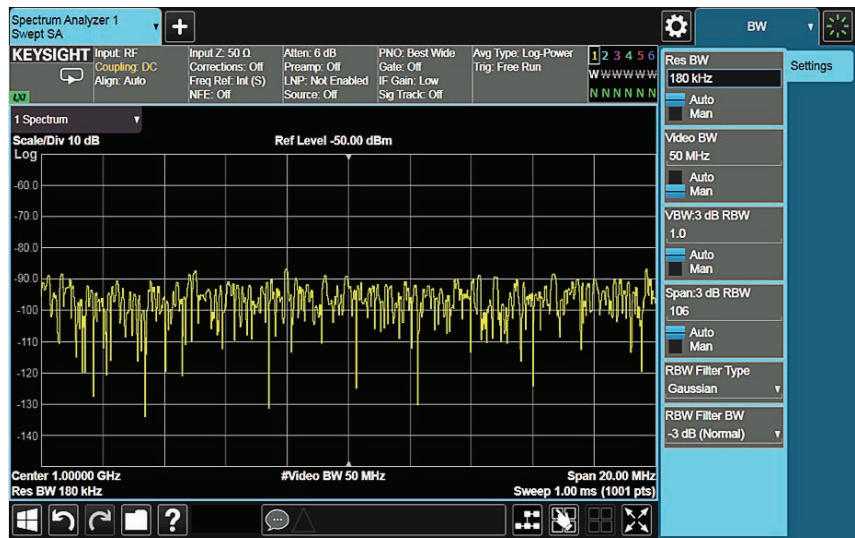 Spectrum Analyzer 1
Swept SA
+
BW
KEYSIGHT
Input: RF
Coupling: DC
Align: Auto
LXI
Input Z: 50 Ω
Corrections: Off
Freq Ref: Int (S)
NFE: Off
Atten: 6 dB
Preamp: Off
LNP: Not Enabled
Source: Off
PNO: Best Wide
Gate: Off
IF Gain: Low
Sig Track: Off
Avg Type: Log-Power
Trig: Free Run
1 2 3 4 5 6
W W W W W W
N N N N N N
1 Spectrum
Scale/Div 10 dB
Ref Level -50.00 dBm
Log
-60.0
-70.0
-80.0
-90.0
-100
-110
-120
-130
-140
Center 1.00000 GHz
#Video BW 50 MHz
Span 20.00 MHz
Res BW 180 kHz
Sweep 1.00 ms (1001 pts)
?
Res BW
180 kHz
Auto
Man
Video BW
50 MHz
Auto
Man
VBW:3 dB RBW
1.0
Auto
Man
Span:3 dB RBW
106
Auto
Man
RBW Filter Type
Gaussian
RBW Filter BW
-3 dB (Normal)
Settings